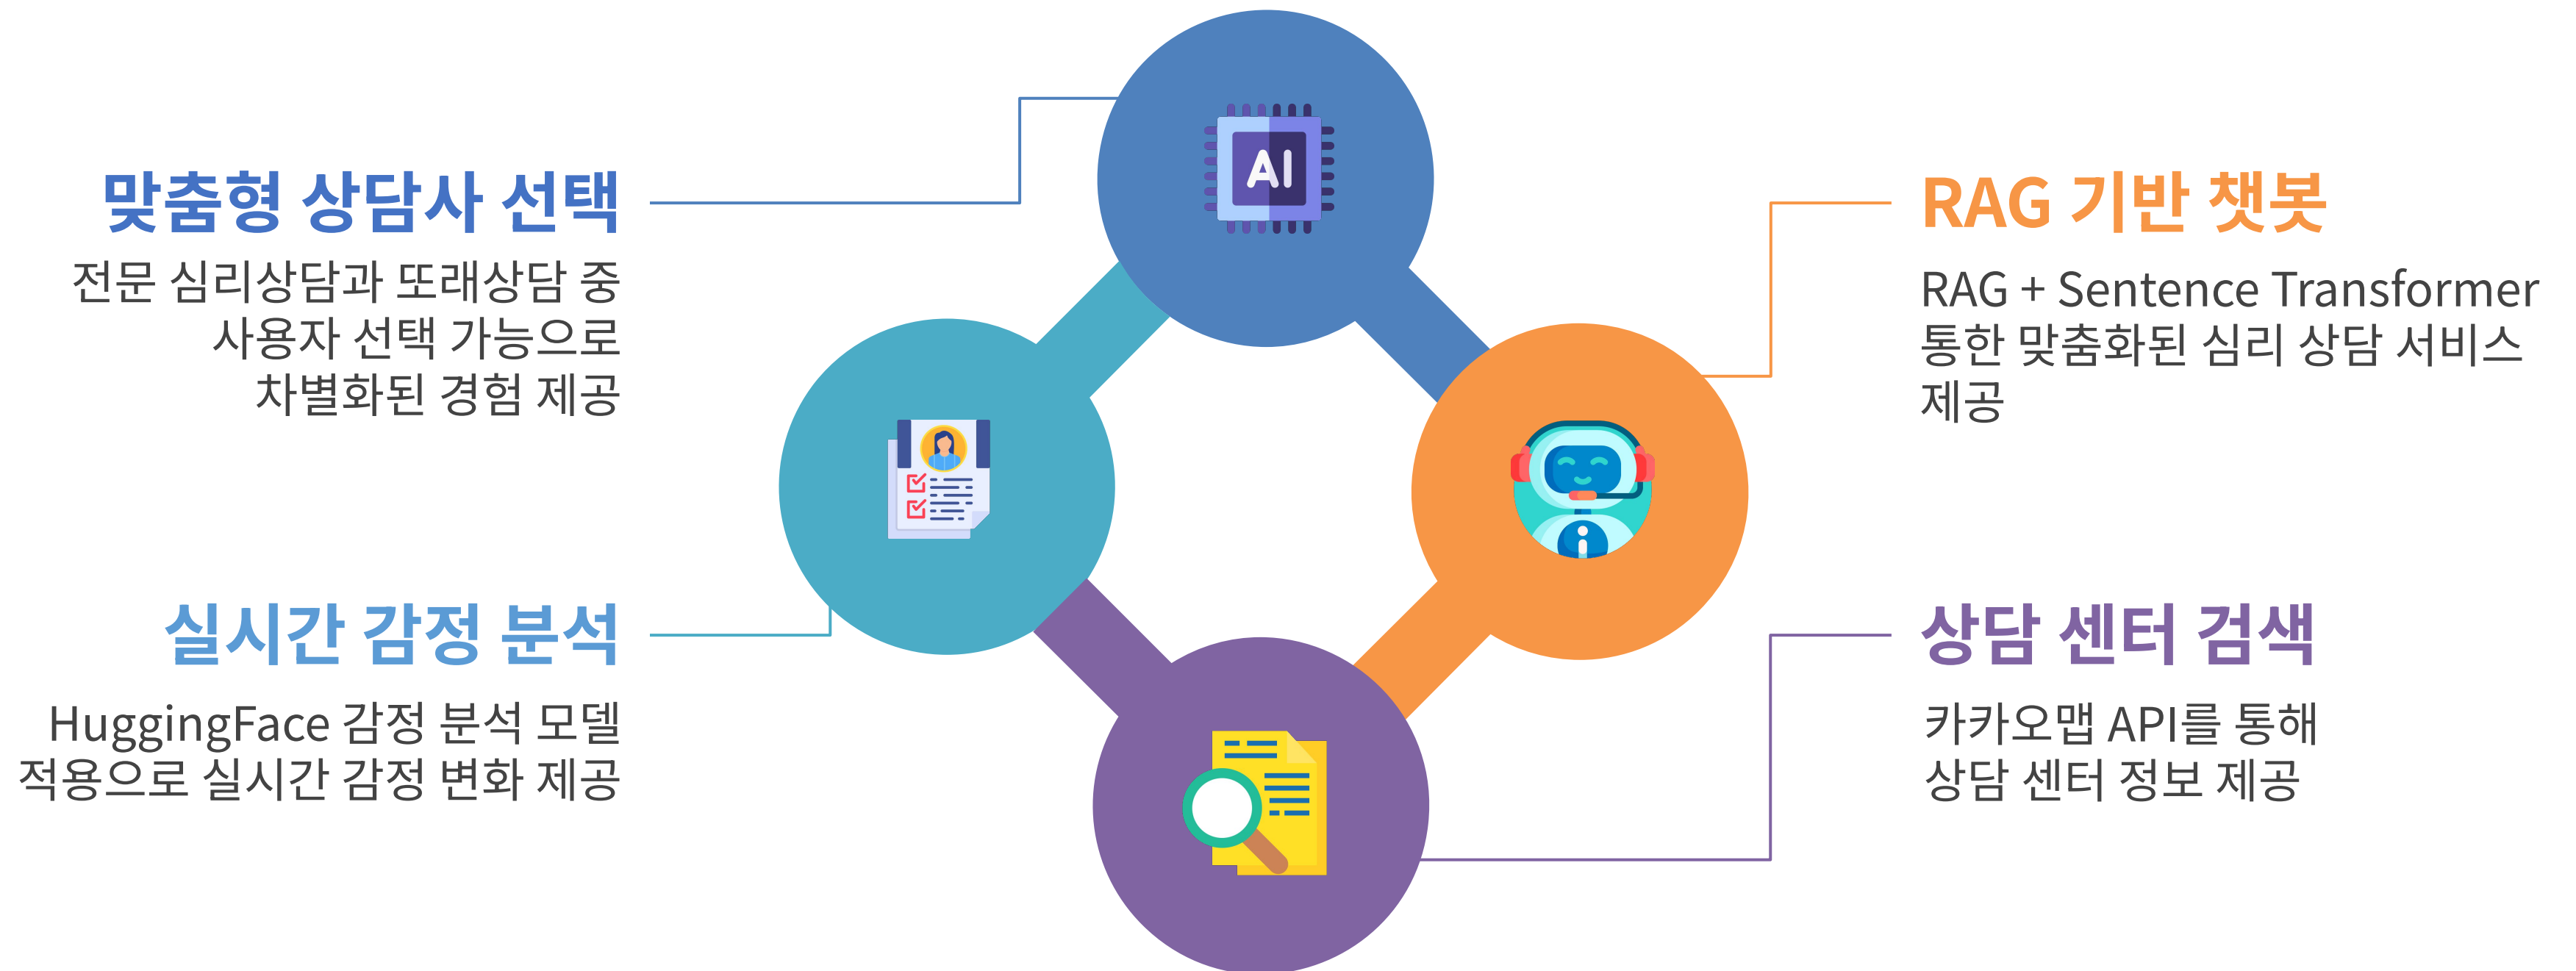 맞춤형 상담사 선택
전문 심리상담과 또래상담 중
사용자 선택 가능으로
차별화된 경험 제공
실시간 감정 분석
HuggingFace 감정 분석 모델
적용으로 실시간 감정 변화 제공
AI
RAG 기반 챗봇
RAG + Sentence Transformer
통한 맞춤화된 심리 상담 서비스
제공
상담 센터 검색
카카오맵 API를 통해
상담 센터 정보 제공